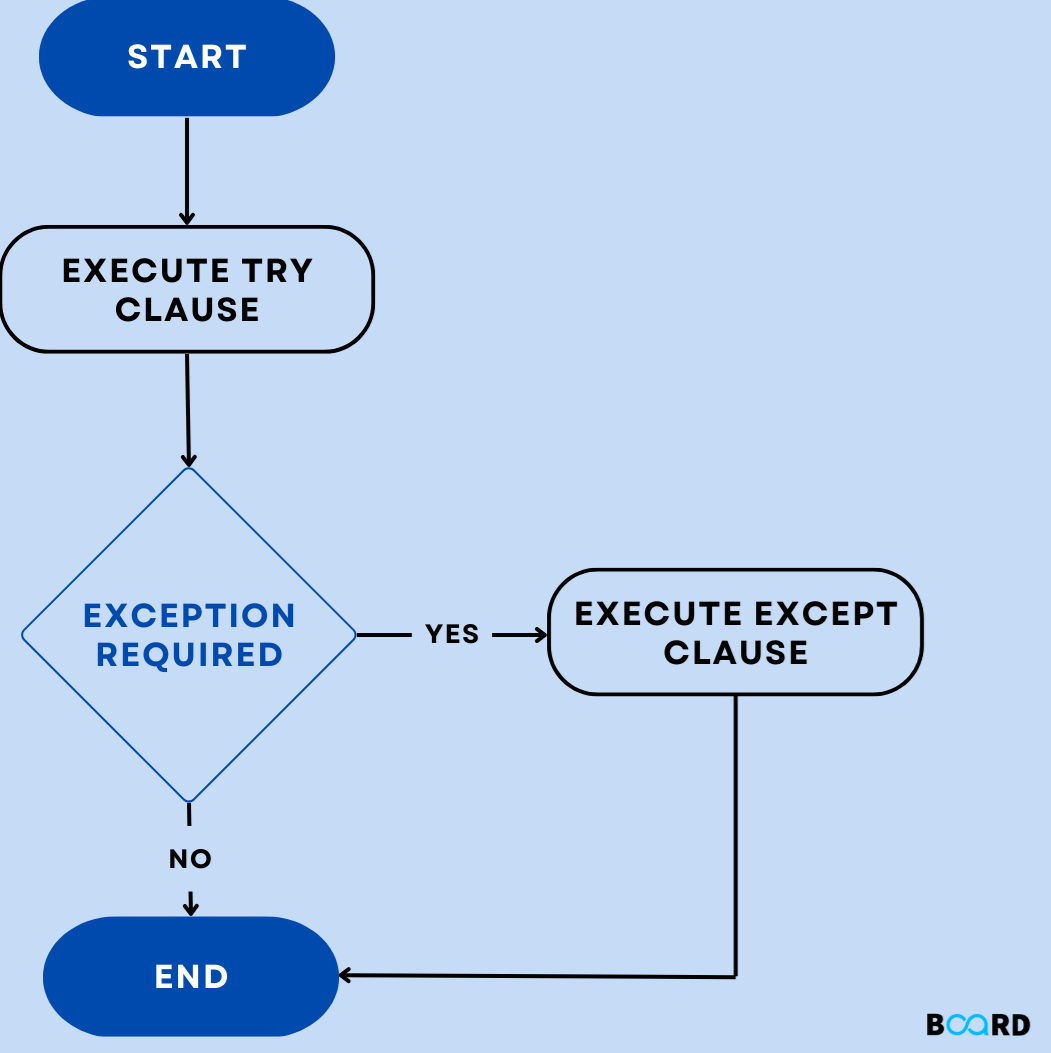 START
EXECUTE TRY
CLAUSE
EXCEPTION
REQUIRED
YES
EXECUTE EXCEPT
CLAUSE
NO
END
BOARD